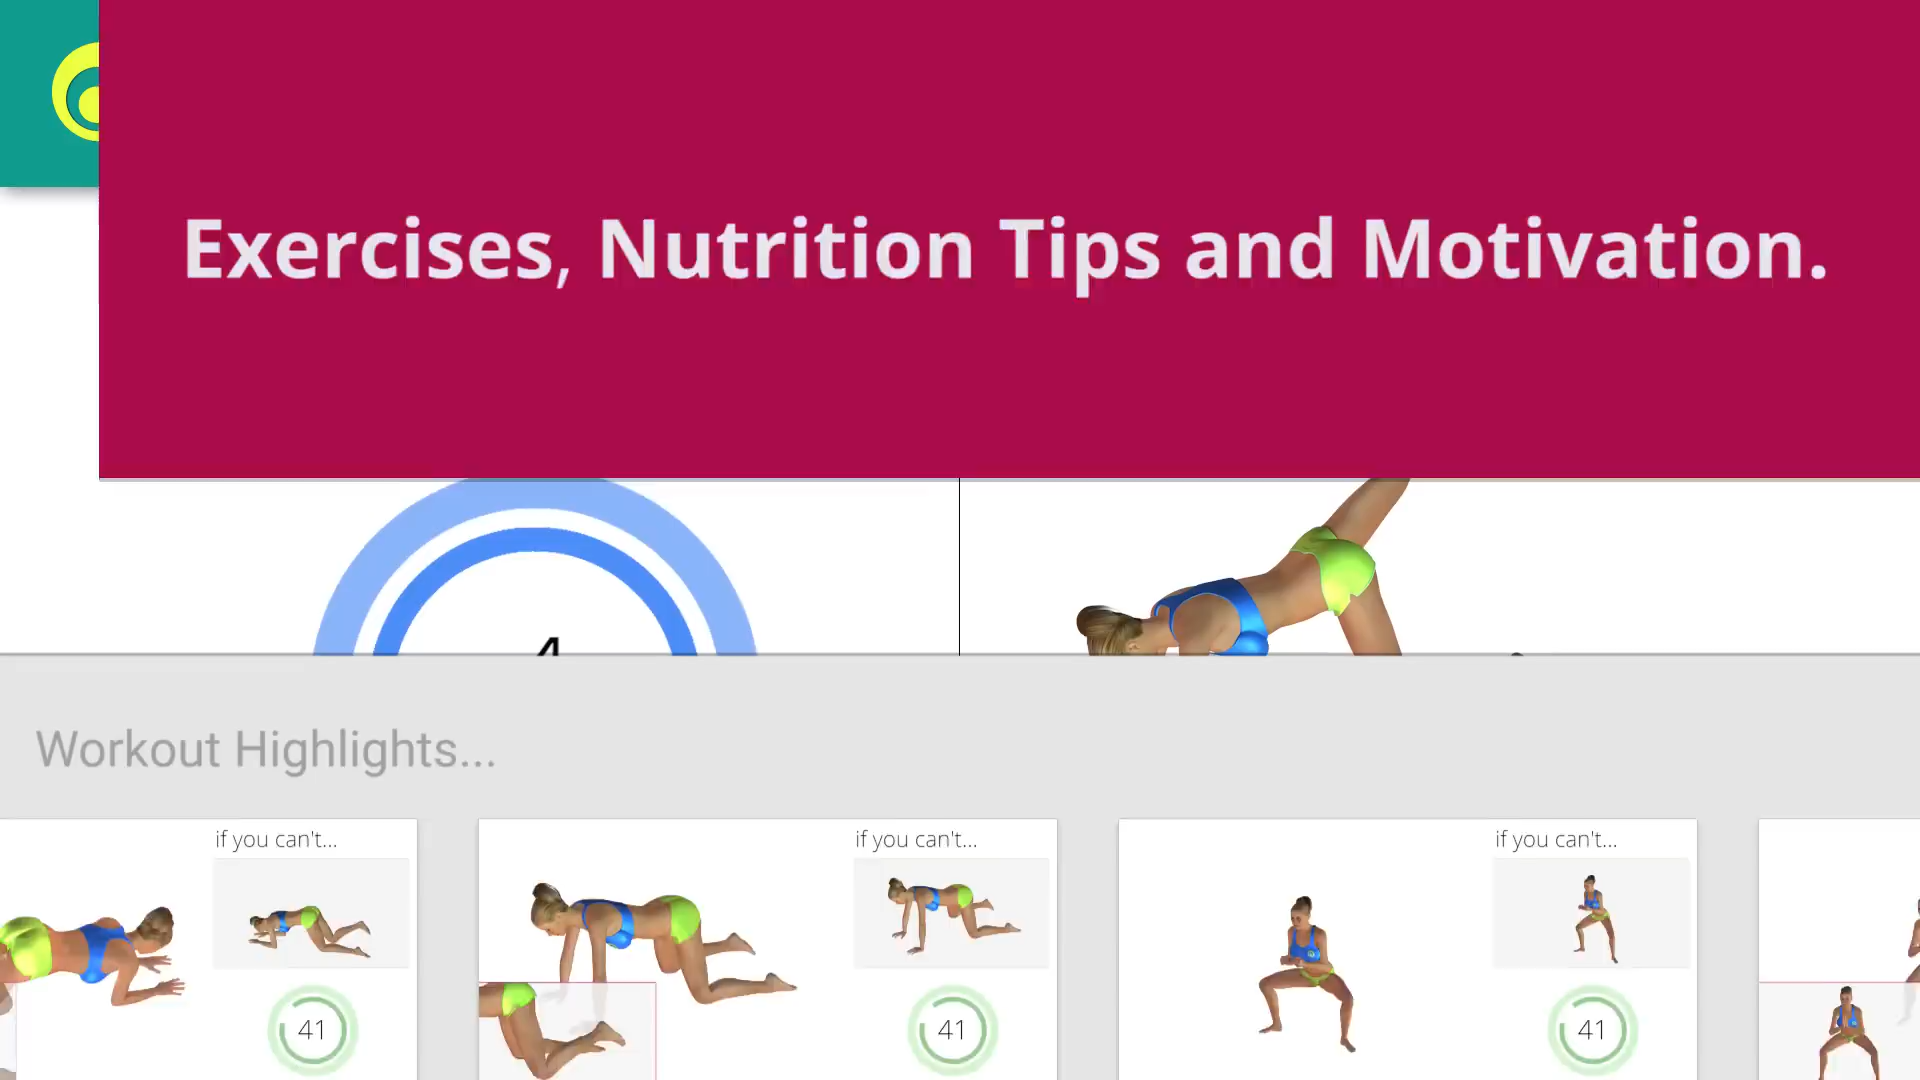 Exercises, Nutrition Tips and Motivation.
4
Workout Highlights...
if you can't...
if you can't...
if you can't...
41
41
41